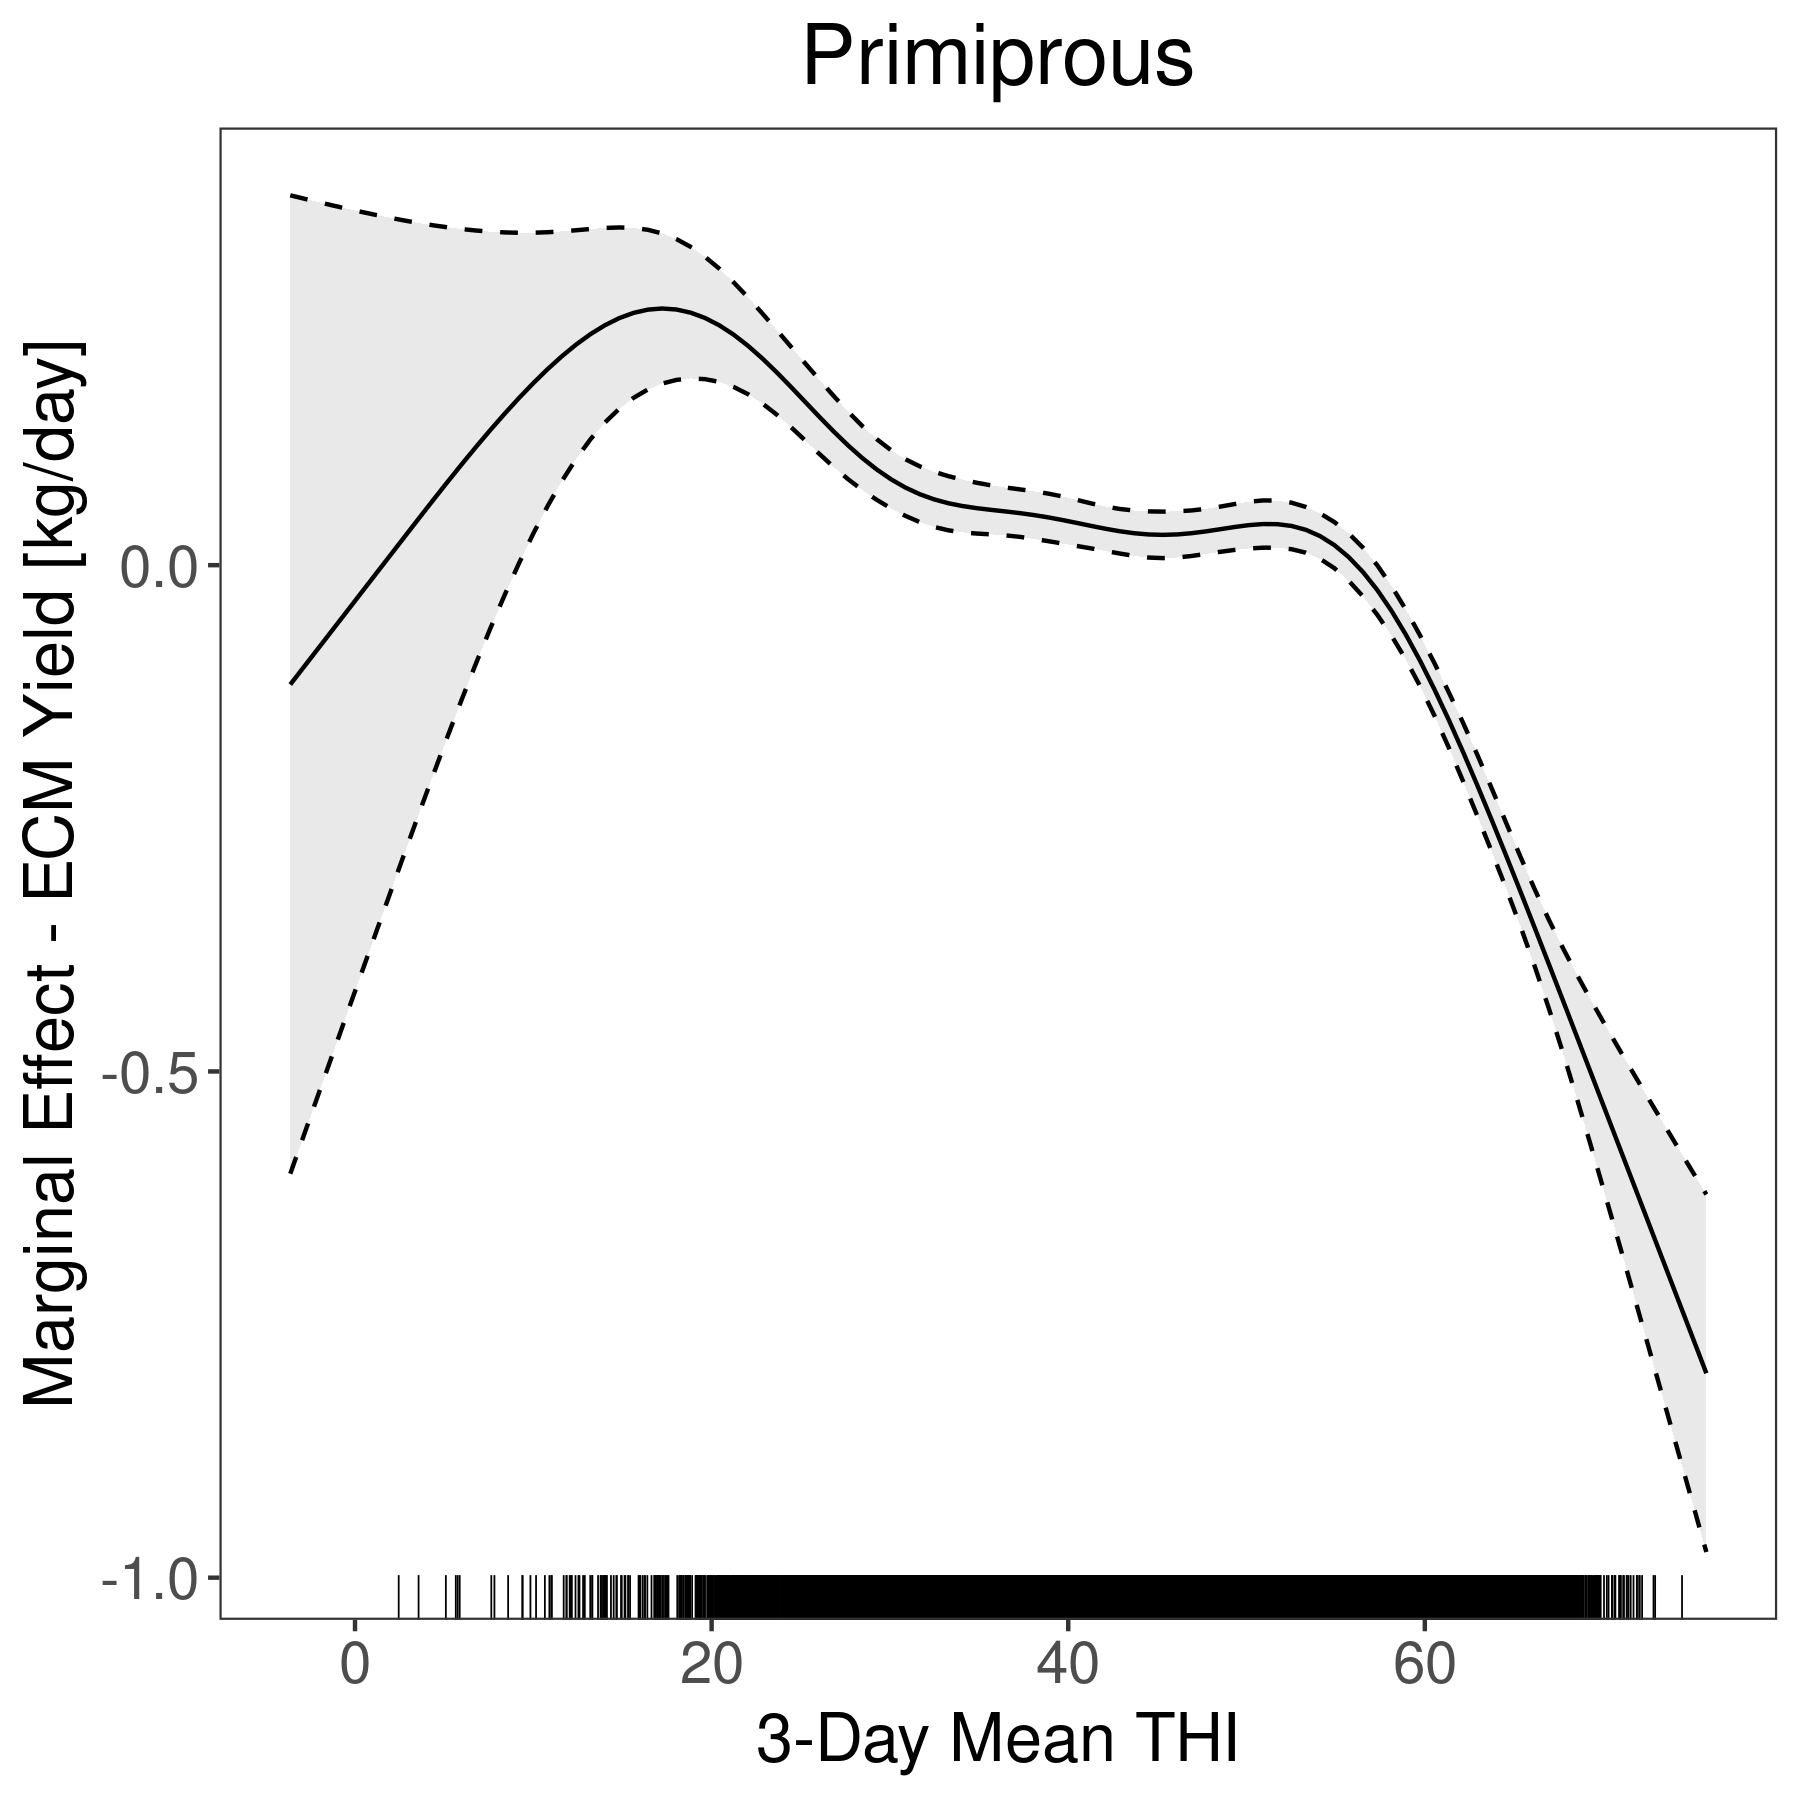 Primiprous
Marginal Effect - ECM Yield [kg/day]
0.0
-0.5
-1.0
0 20 40 60
3-Day Mean THI